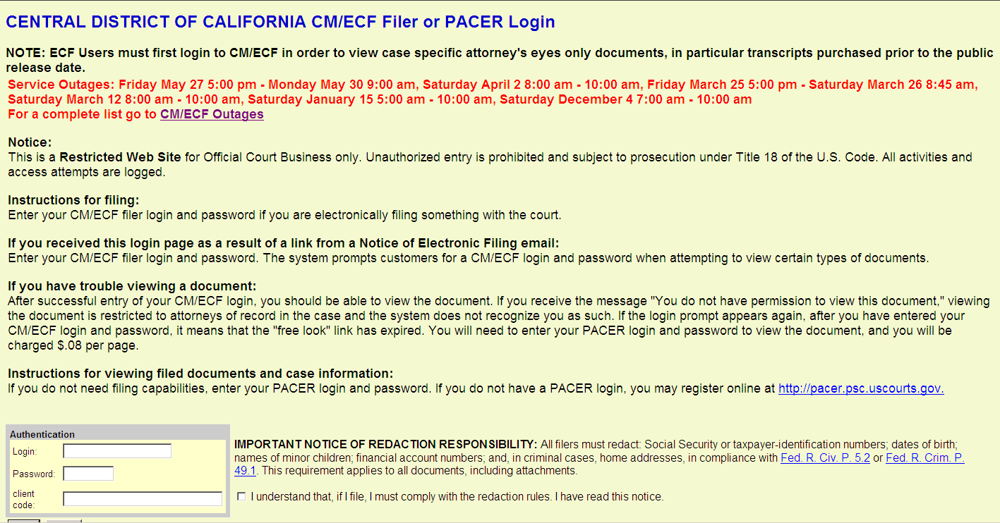 CENTRAL DISTRICT OF CALIFORNIA CM/ECF Filer or PACER Login
NOTE: ECF Users must first login to CM/ECF in order to view case specific attorney's eyes only documents, in particular transcripts purchased prior to the public
release date.
Service Outages: Friday May 27 5:00 pm - Monday May 30 9:00 am, Saturday April 2 8:00 am - 10:00 am, Friday March 25 5:00 pm - Saturday March 26 8:45 am,
Saturday March 12 8:00 am - 10:00 am, Saturday January 15 5:00 am - 10:00 am, Saturday December 4 7:00 am - 10:00 am
For a complete list go to CM/ECF Outages
Notice:
This is a Restricted Web Site for Official Court Business only. Unauthorized entry is prohibited and subject to prosecution under Title 18 of the U.S. Code. All activities and
access attempts are logged.
Instructions for filing:
Enter your CM/ECF filer login and password if you are electronically filing something with the court.
If you received this login page as a result of a link from a Notice of Electronic Filing email:
Enter your CM/ECF filer login and password. The system prompts customers for a CM/ECF login and password when attempting to view certain types of documents.
If you have trouble viewing a document:
After successful entry of your CM/ECF login, you should be able to view the document. If you receive the message "You do not have permission to view this document," viewing
the document is restricted to attorneys of record in the case and the system does not recognize you as such. If the login prompt appears again, after you have entered your
CM/ECF login and password, it means that the "free look" link has expired. You will need to enter your PACER login and password to view the document, and you will be
charged $.08 per page.
Instructions for viewing filed documents and case information:
If you do not need filing capabilities, enter your PACER login and password. If you do not have a PACER login, you may register online at http://pacer.psc.uscourts.gov.
Authentication
Login:
Password:
client
code:
IMPORTANT NOTICE OF REDACTION RESPONSIBILITY: All filers must redact: Social Security or taxpayer-identification numbers; dates of birth;
names of minor children; financial account numbers; and, in criminal cases, home addresses, in compliance with Fed. R. Civ. P. 5.2 or Fed. R. Crim. P.
49.1. This requirement applies to all documents, including attachments.
I understand that, if I file, I must comply with the redaction rules. I have read this notice.